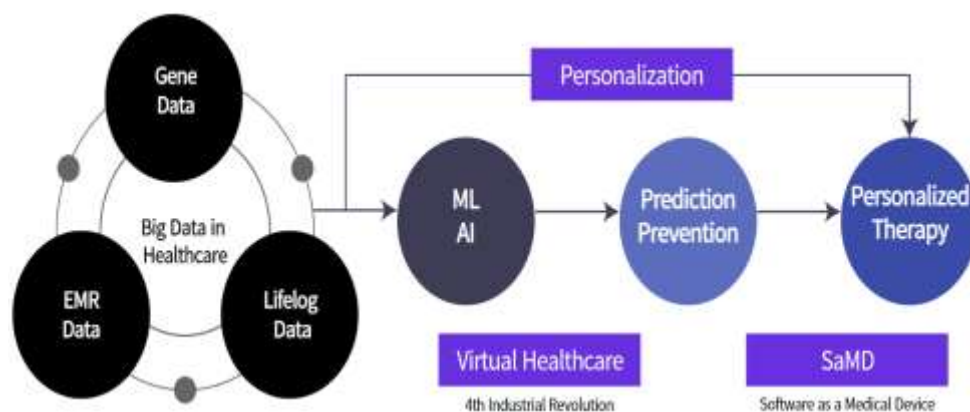 Gene
Data
Big Data in
Healthcare
EMR
Data
Lifelog
Data
Personalization
ML
AI
Prediction
Prevention
Personalized
Therapy
Virtual Healthcare
4th Industrial Revolution
SaMD
Software as a Medical Device